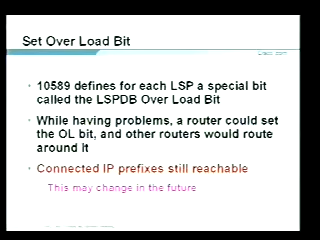 Set Over Load Bit
Cisco.com
• 10589 defines for each LSP a special bit
called the LSPDB Over Load Bit
• While having problems, a router could set
the OL bit, and other routers would route
around it
• Connected IP prefixes still reachable
This may change in the future